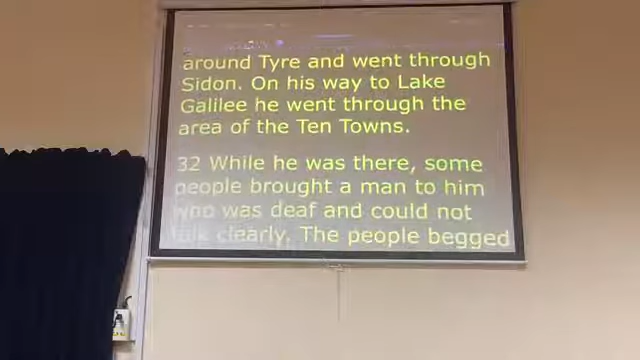 around Tyre and went through
Sidon. On his way to Lake
Galilee he went through the
area of the Ten Towns.
32 While he was there, some
people brought a man to him
who was deaf and could not
talk clearly. The people begged